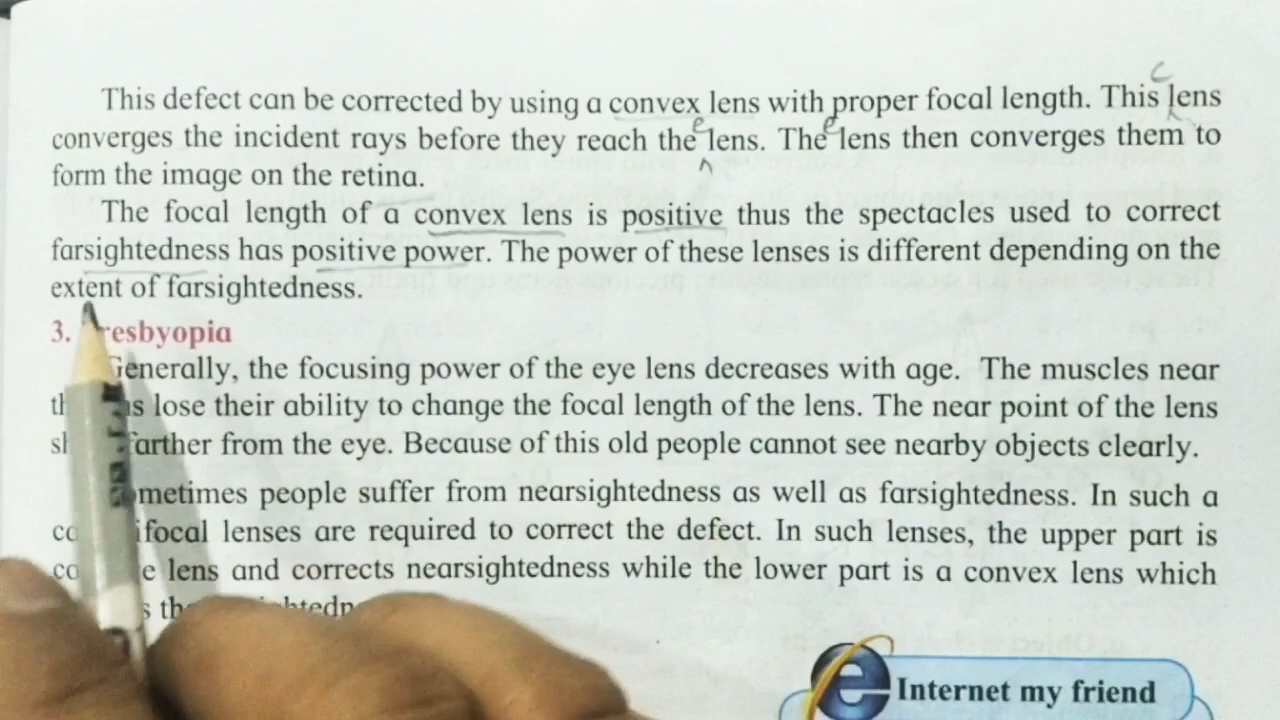 This defect can be corrected by using a convex lens with proper focal length. This lens
converges the incident rays before they reach the lens. The lens then converges them to
form the image on the retina.
The focal length of a convex lens is positive thus the spectacles used to correct
farsightedness has positive power. The power of these lenses is different depending on the
extent of farsightedness.
3. resbyopia
Generally, the focusing power of the eye lens decreases with age. The muscles near
lose their ability to change the focal length of the lens. The near point of the lens
farther from the eye. Because of this old people cannot see nearby objects clearly.
ometimes people suffer from nearsightedness as well as farsightedness. In such a
ifocal lenses are required to correct the defect. In such lenses, the upper part is
lens and corrects nearsightedness while the lower part is a convex lens which
Internet my friend